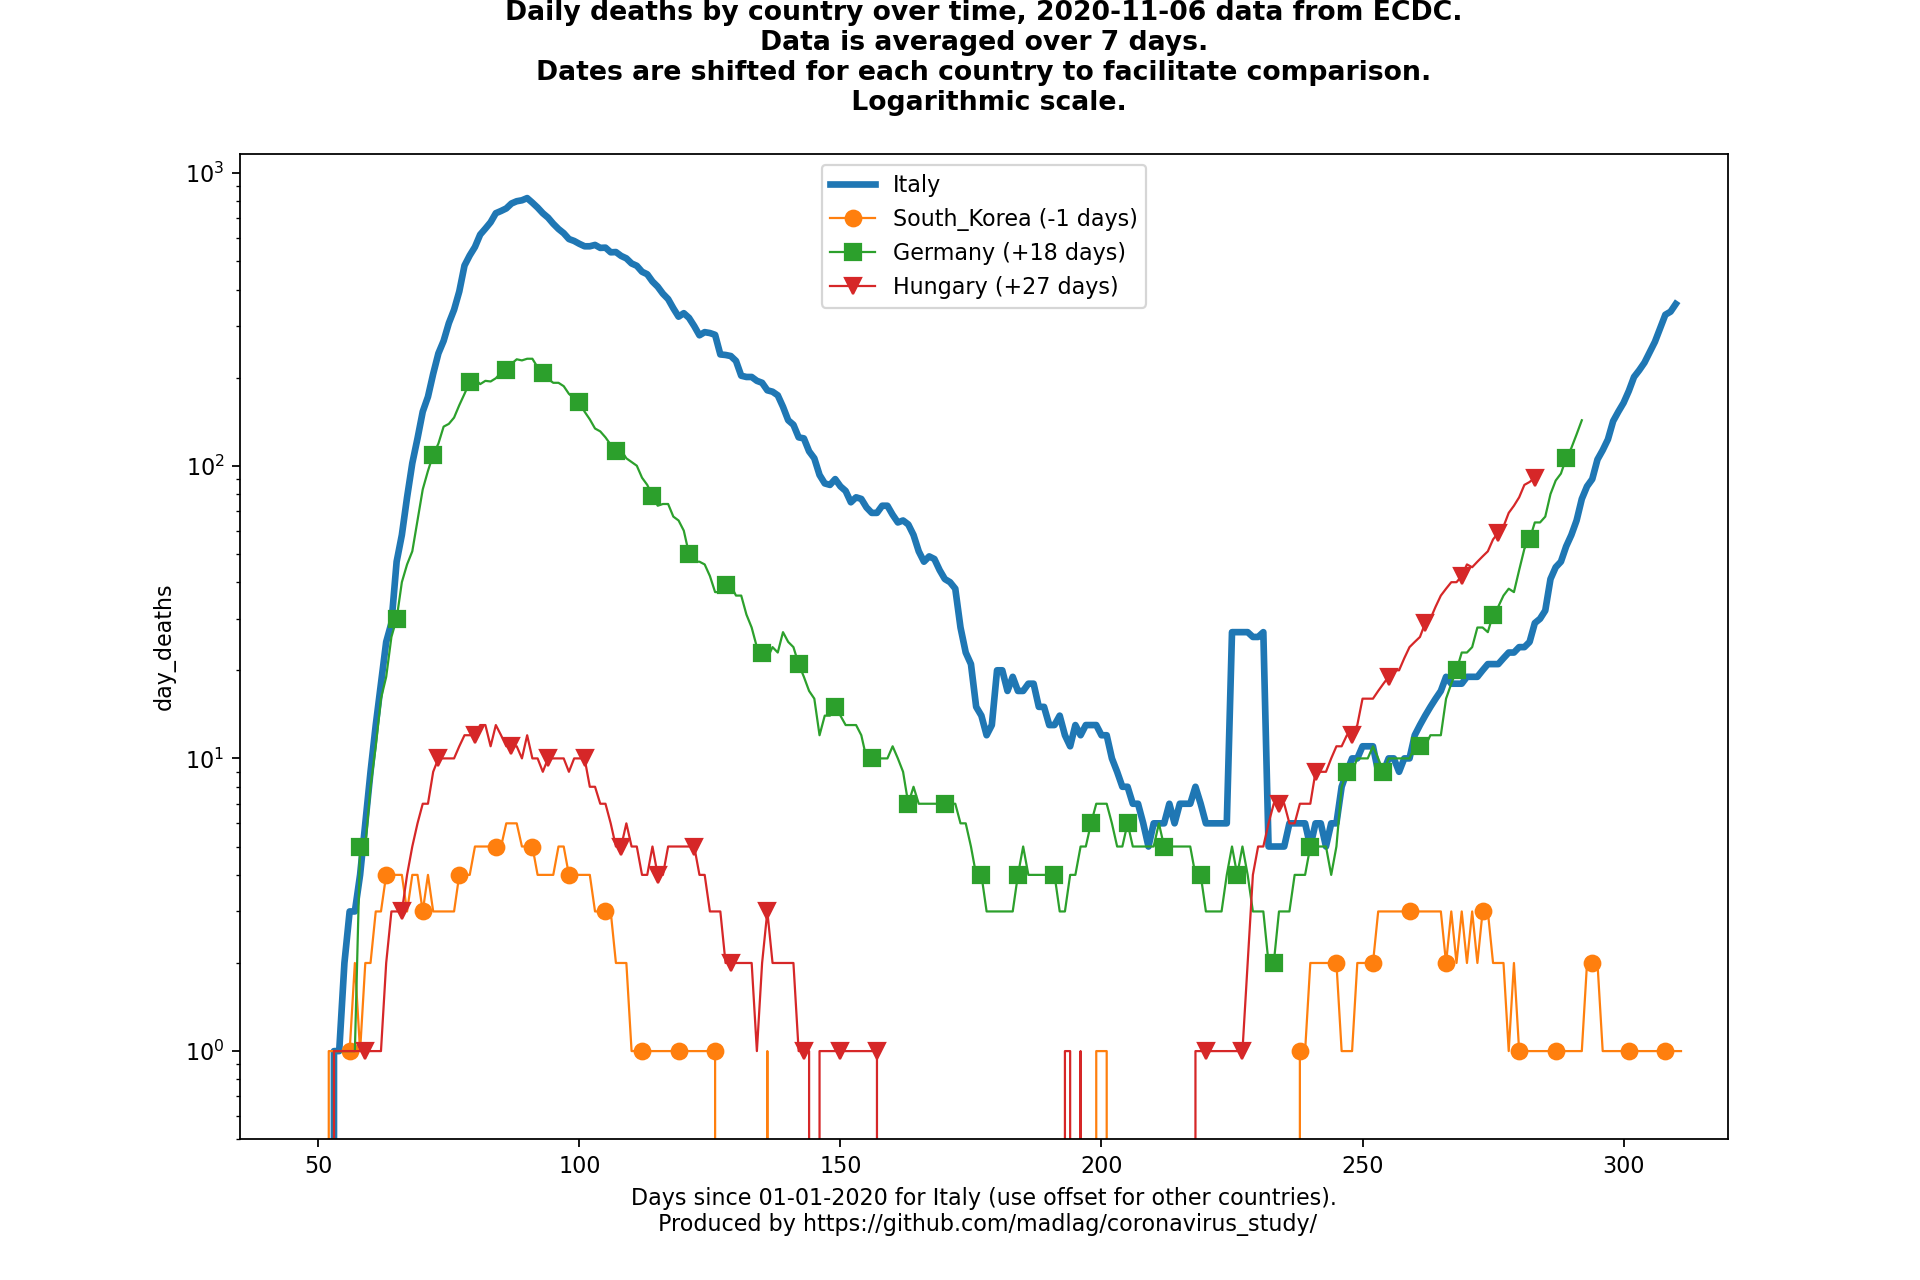 Daily deaths by country over time, 2020-11-06 data from ECDC.
Data is averaged over 7 days.
Dates are shifted for each country to facilitate comparison.
Logarithmic scale.
10³
10²
10¹
10⁰
day_deaths
Italy
South_Korea (-1 days)
Germany (+18 days)
Hungary (+27 days)
50 100 150 200 250 300
Days since 01-01-2020 for Italy (use offset for other countries).
Produced by https://github.com/madlag/coronavirus_study/